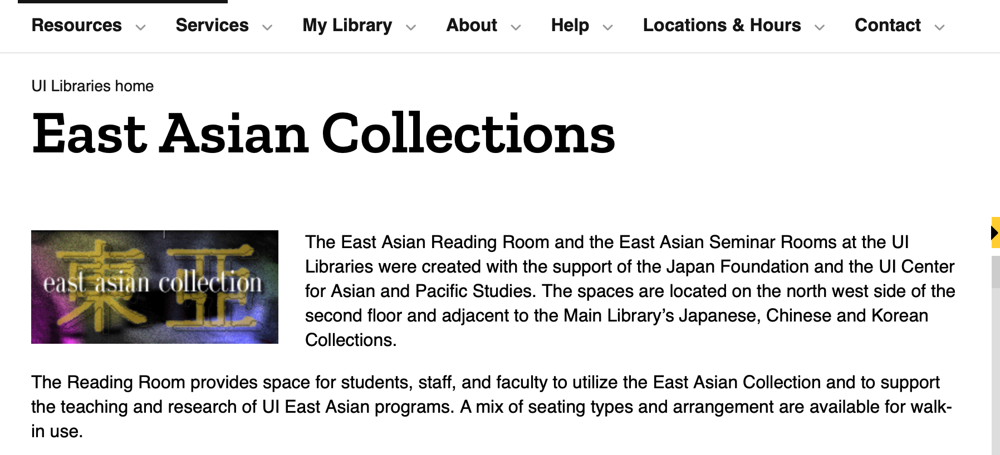 Resources Services My Library About Help Locations & Hours Contact
UI Libraries home
East Asian Collections
東亞
east asian collection
The East Asian Reading Room and the East Asian Seminar Rooms at the UI
Libraries were created with the support of the Japan Foundation and the UI Center
for Asian and Pacific Studies. The spaces are located on the north west side of the
second floor and adjacent to the Main Library’s Japanese, Chinese and Korean
Collections.
The Reading Room provides space for students, staff, and faculty to utilize the East Asian Collection and to support
the teaching and research of UI East Asian programs. A mix of seating types and arrangement are available for walk-
in use.